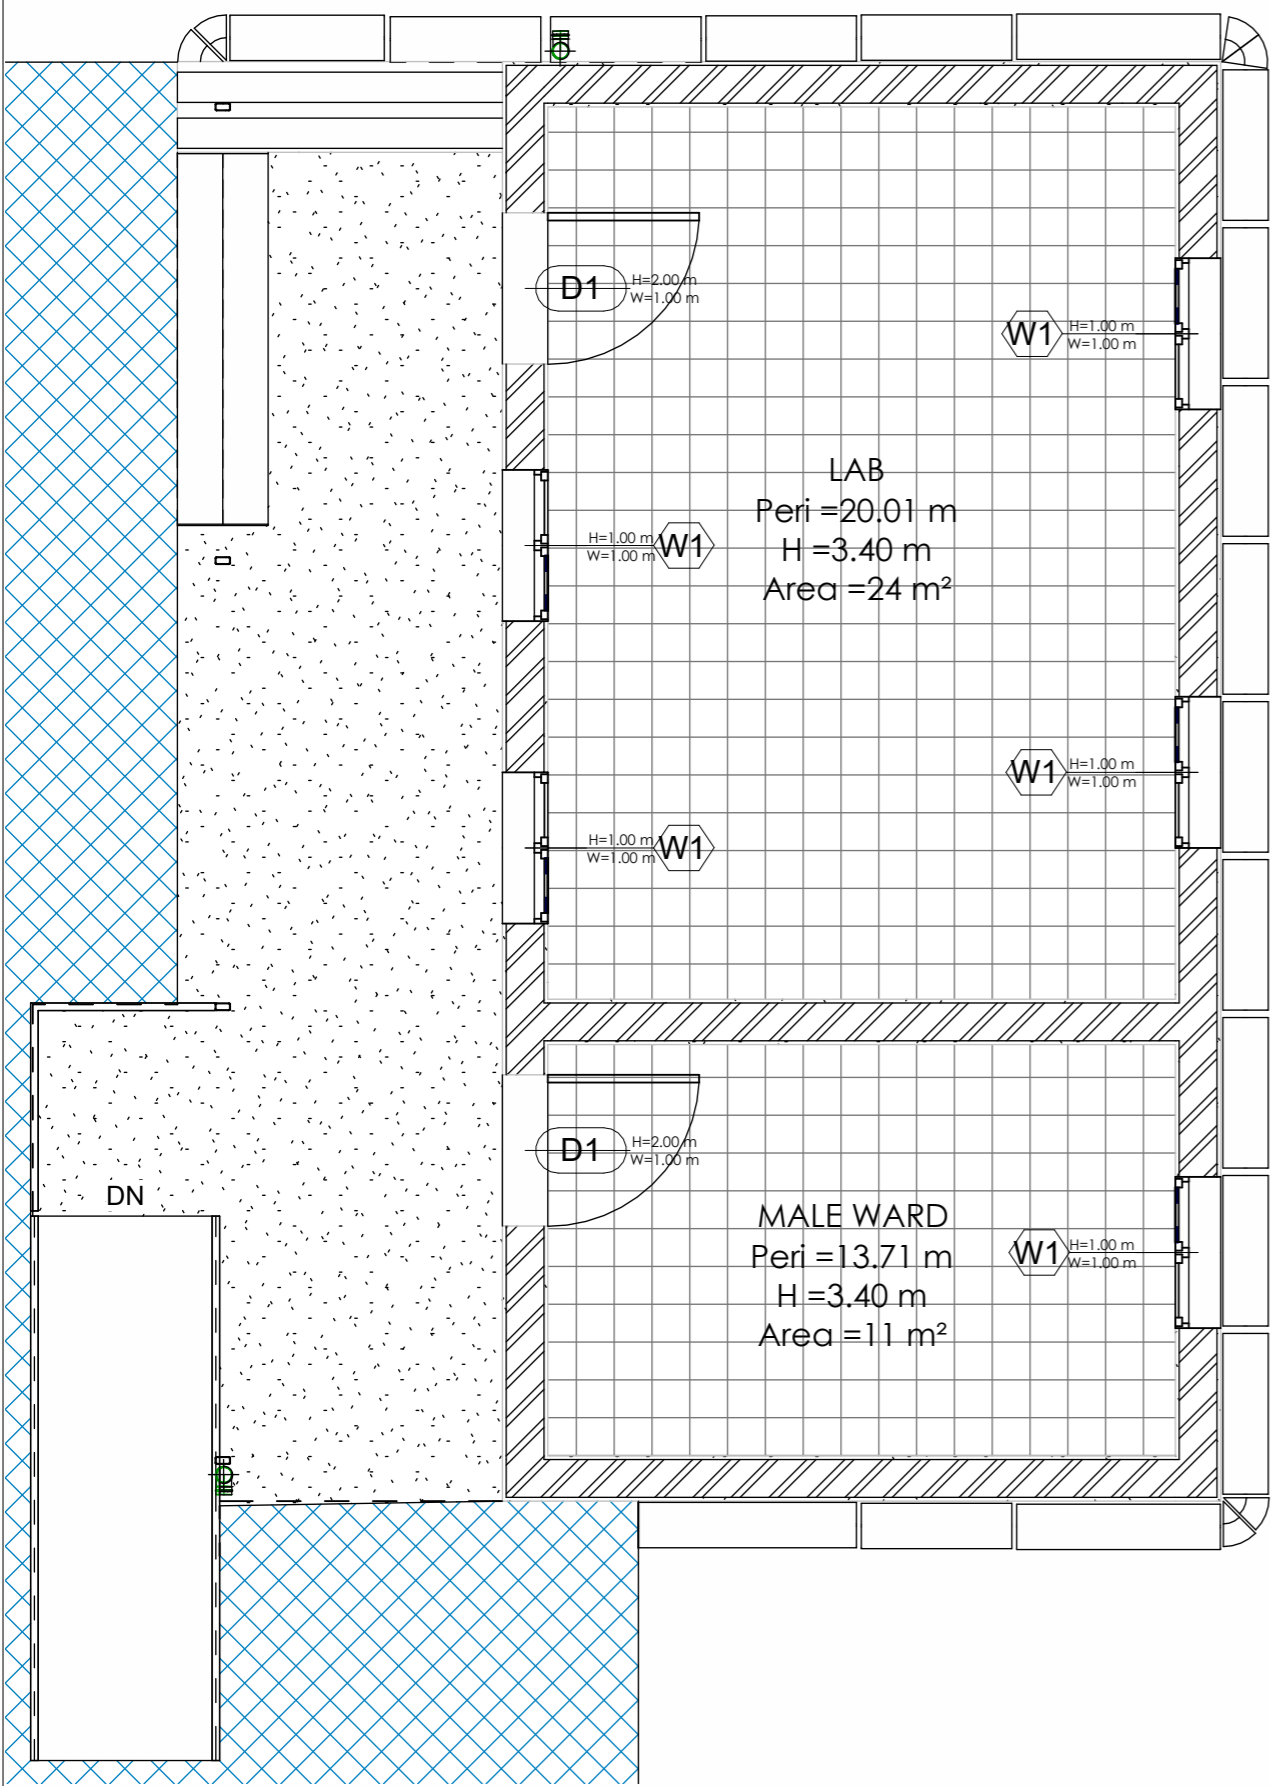 D1
H=2.00 m
W=1.00 m
W1
H=1.00 m
W=1.00 m
LAB
Peri =20.01 m
H =3.40 m
Area =24 m²
H=1.00 m
W=1.00 m
W1
W1
H=1.00 m
W=1.00 m
H=1.00 m
W=1.00 m
W1
D1
H=2.00 m
W=1.00 m
DN
MALE WARD
Peri =13.71 m
H =3.40 m
Area =11 m²
W1
H=1.00 m
W=1.00 m